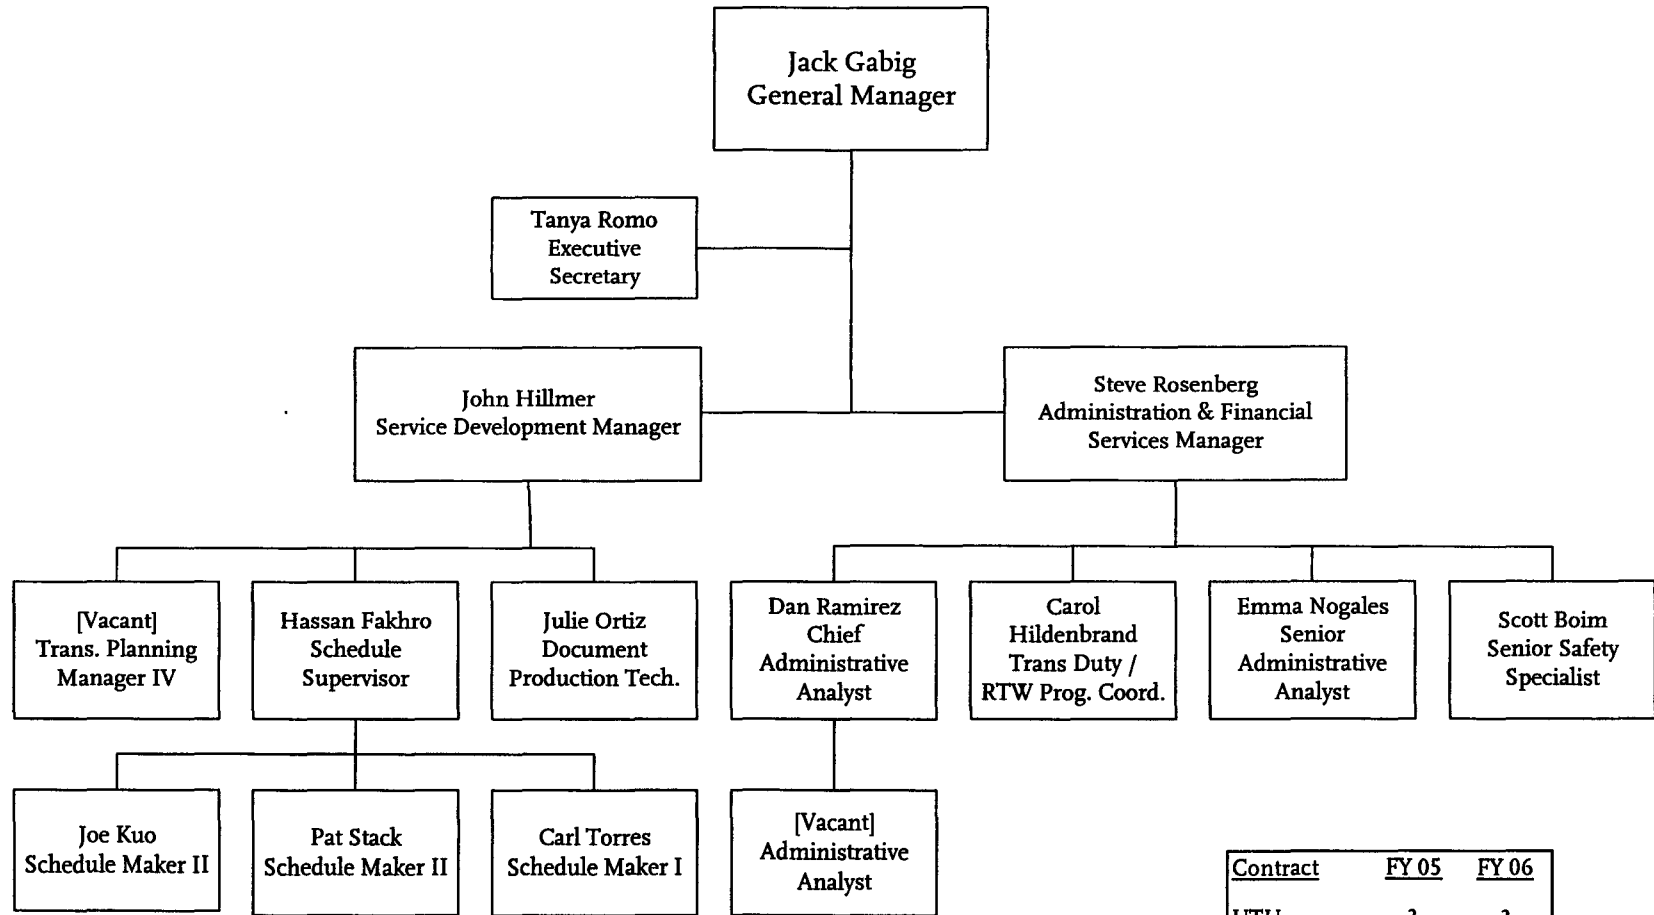 Jack Gabig
General Manager
Tanya Romo
Executive
Secretary
John Hillmer
Service Development Manager
Steve Rosenberg
Administration & Financial
Services Manager
[Vacant]
Trans. Planning
Manager IV
Hassan Fakhro
Schedule
Supervisor
Julie Ortiz
Document
Production Tech.
Dan Ramirez
Chief
Administrative
Analyst
Carol
Hildenbrand
Trans Duty /
RTW Prog. Coord.
Emma Nogales
Senior
Administrative
Analyst
Scott Boim
Senior Safety
Specialist
Joe Kuo
Schedule Maker II
Pat Stack
Schedule Maker II
Carl Torres
Schedule Maker I
[Vacant]
Administrative
Analyst
Contract FY 05 FY 06